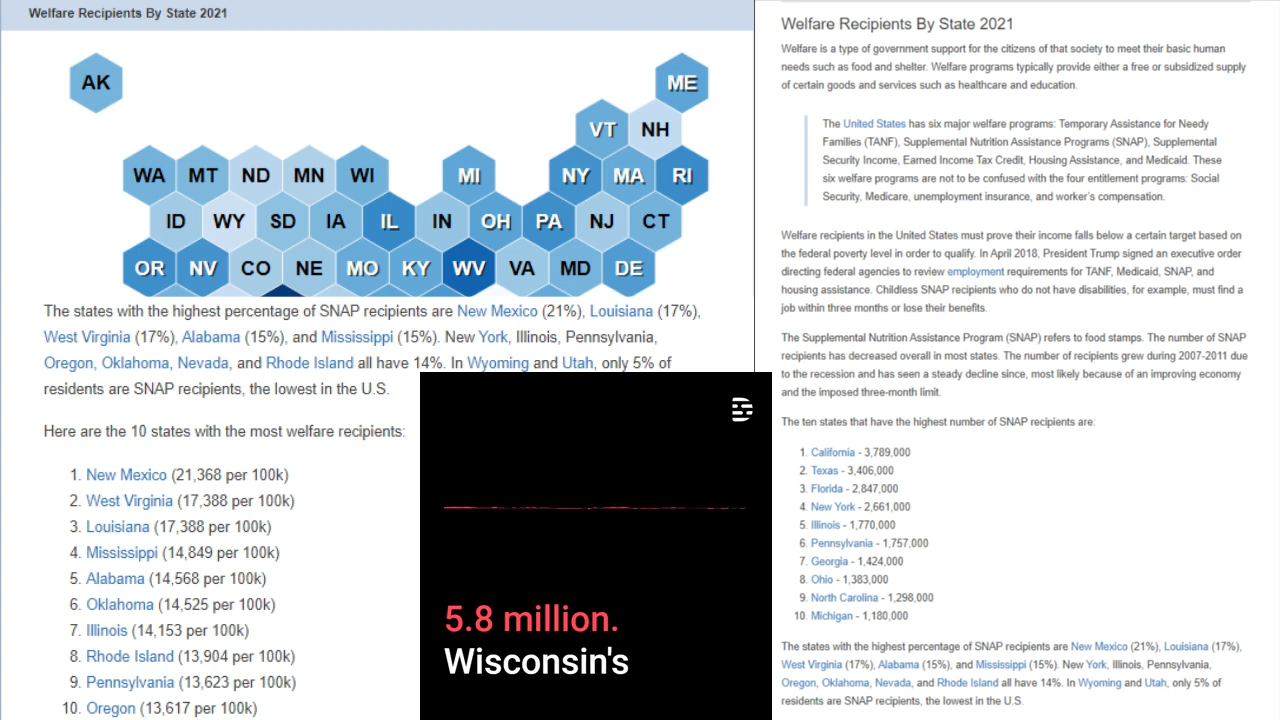 Welfare Recipients By State 2021
AK
ME
VT NH
WA MT ND MN WI MI NY MA RI
ID WY SD IA IL IN OH PA NJ CT
OR NV CO NE MO KY WV VA MD DE
The states with the highest percentage of SNAP recipients are New Mexico (21%), Louisiana (17%),
West Virginia (17%), Alabama (15%), and Mississippi (15%). New York, Illinois, Pennsylvania,
Oregon, Oklahoma, Nevada, and Rhode Island all have 14%. In Wyoming and Utah, only 5% of
residents are SNAP recipients, the lowest in the U.S.
Here are the 10 states with the most welfare recipients:
1. New Mexico (21,368 per 100k)
2. West Virginia (17,388 per 100k)
3. Louisiana (17,388 per 100k)
4. Mississippi (14,849 per 100k)
5. Alabama (14,568 per 100k)
6. Oklahoma (14,525 per 100k)
7. Illinois (14,153 per 100k)
8. Rhode Island (13,904 per 100k)
9. Pennsylvania (13,623 per 100k)
10. Oregon (13,617 per 100k)
5.8 million.
Wisconsin's
Welfare Recipients By State 2021
Welfare is a type of government support for the citizens of that society to meet their basic human
needs such as food and shelter. Welfare programs typically provide either a free or subsidized supply
of certain goods and services such as healthcare and education.
The United States has six major welfare programs: Temporary Assistance for Needy
Families (TANF), Supplemental Nutrition Assistance Programs (SNAP), Supplemental
Security Income, Earned Income Tax Credit, Housing Assistance, and Medicaid. These
six welfare programs are not to be confused with the four entitlement programs: Social
Security, Medicare, unemployment insurance, and worker's compensation.
Welfare recipients in the United States must prove their income falls below a certain target based on
the federal poverty level in order to qualify. In April 2018, President Trump signed an executive order
directing federal agencies to review employment requirements for TANF, Medicaid, SNAP, and
housing assistance. Childless SNAP recipients who do not have disabilities, for example, must find a
job within three months or lose their benefits.
The Supplemental Nutrition Assistance Program (SNAP) refers to food stamps. The number of SNAP
recipients has decreased overall in most states. The number of recipients grew during 2007-2011 due
to the recession and has seen a steady decline since, most likely because of an improving economy
and the imposed three-month limit.
The ten states that have the highest number of SNAP recipients are:
1. California - 3,789,000
2. Texas - 3,406,000
3. Florida - 2,847,000
4. New York - 2,661,000
5. Illinois - 1,770,000
6. Pennsylvania - 1,757,000
7. Georgia - 1,424,000
8. Ohio - 1,383,000
9. North Carolina - 1,298,000
10. Michigan - 1,180,000
The states with the highest percentage of SNAP recipients are New Mexico (21%), Louisiana (17%),
West Virginia (17%), Alabama (15%), and Mississippi (15%). New York, Illinois, Pennsylvania,
Oregon, Oklahoma, Nevada, and Rhode Island all have 14%. In Wyoming and Utah, only 5% of
residents are SNAP recipients, the lowest in the U.S.